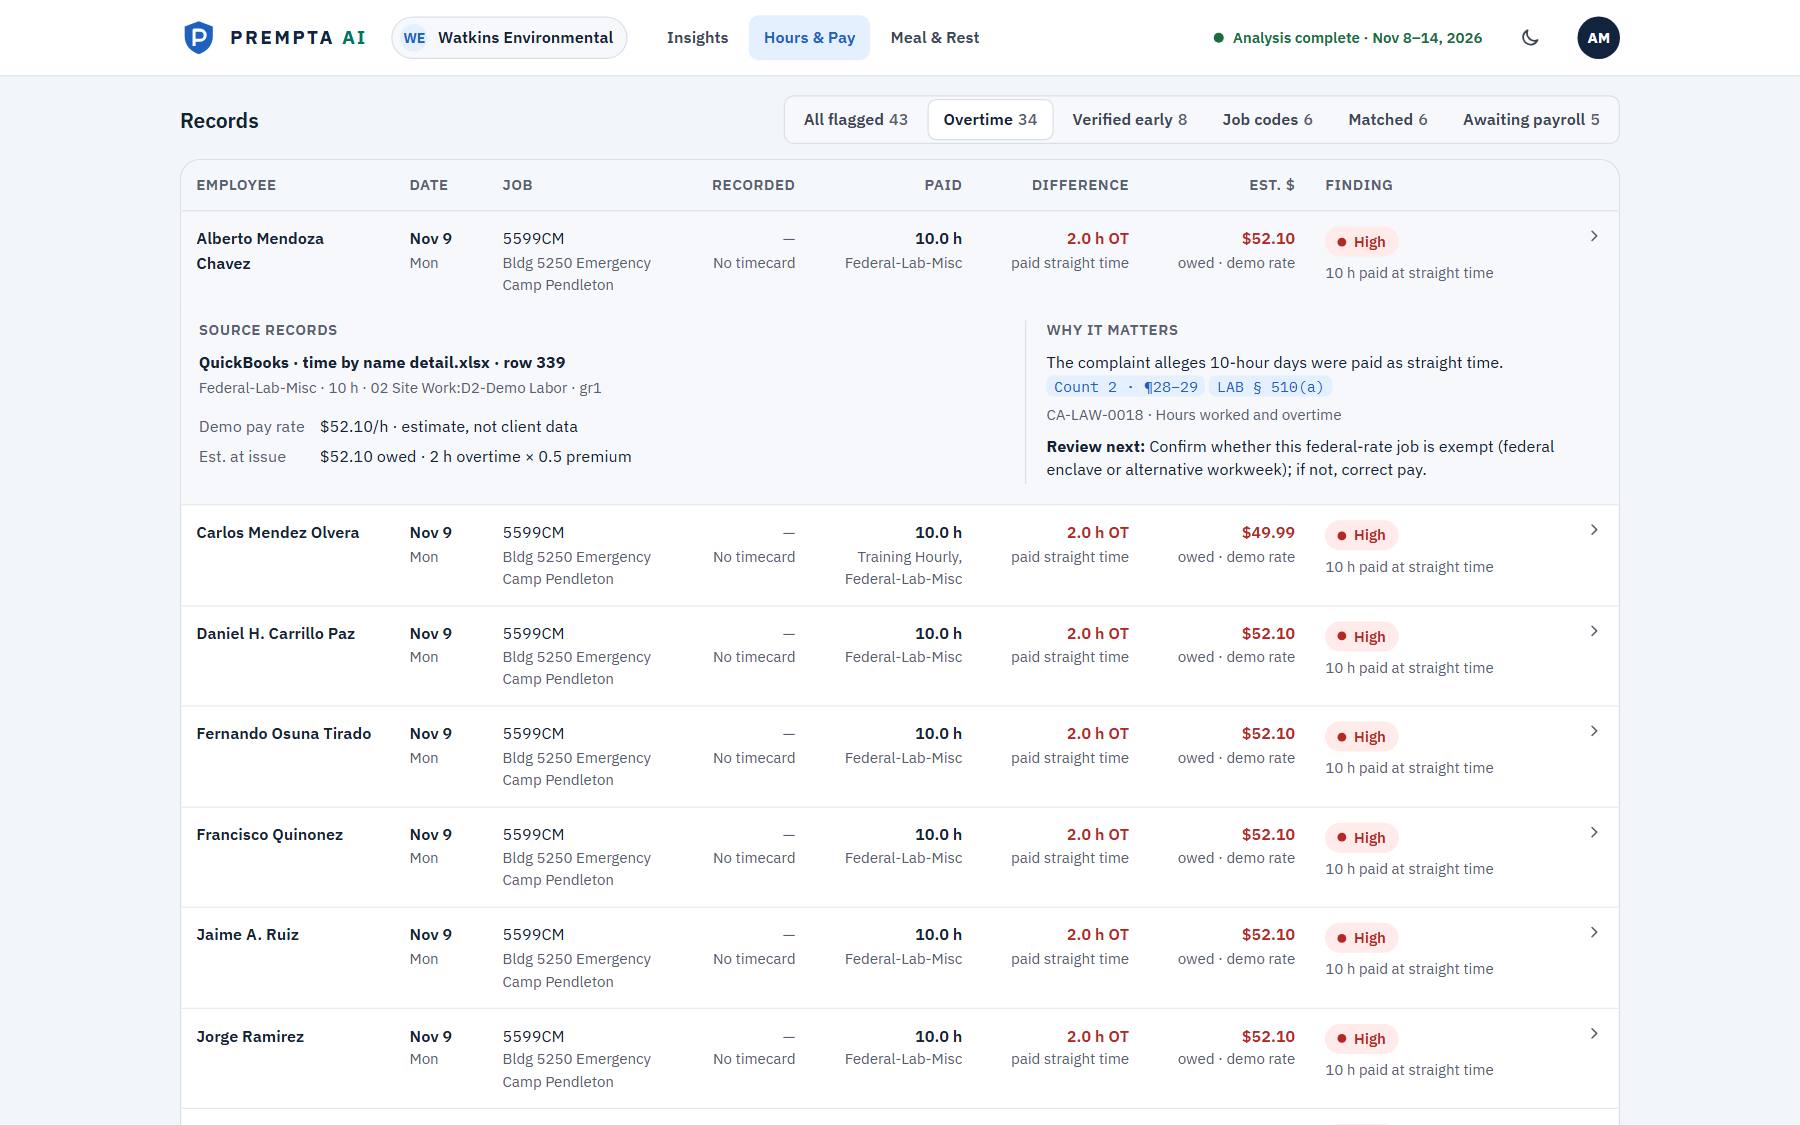 PREMPTA AI
WE Watkins Environmental
Insights
Hours & Pay
Meal & Rest
Analysis complete · Nov 8–14, 2026
AM
Records
All flagged 43
Overtime 34
Verified early 8
Job codes 6
Matched 6
Awaiting payroll 5
EMPLOYEE DATE JOB RECORDED PAID DIFFERENCE EST. $ FINDING
Alberto Mendoza Nov 9 5599CM — 10.0 h 2.0 h OT $52.10 High
Chavez Mon Bldg 5250 Emergency No timecard Federal-Lab-Misc paid straight time owed · demo rate 10 h paid at straight time
Camp Pendleton
SOURCE RECORDS
QuickBooks · time by name detail.xlsx · row 339
Federal-Lab-Misc · 10 h · 02 Site Work:D2-Demo Labor · gr1
Demo pay rate $52.10/h · estimate, not client data
Est. at issue $52.10 owed · 2 h overtime × 0.5 premium
WHY IT MATTERS
The complaint alleges 10-hour days were paid as straight time.
Count 2 · ¶28–29 LAB § 510(a)
CA-LAW-0018 · Hours worked and overtime
Review next: Confirm whether this federal-rate job is exempt (federal
enclave or alternative workweek); if not, correct pay.
Carlos Mendez Olvera Nov 9 5599CM — 10.0 h 2.0 h OT $49.99 High
Mon Bldg 5250 Emergency No timecard Training Hourly, paid straight time owed · demo rate 10 h paid at straight time
Camp Pendleton Federal-Lab-Misc
Daniel H. Carrillo Paz Nov 9 5599CM — 10.0 h 2.0 h OT $52.10 High
Mon Bldg 5250 Emergency No timecard Federal-Lab-Misc paid straight time owed · demo rate 10 h paid at straight time
Camp Pendleton
Fernando Osuna Tirado Nov 9 5599CM — 10.0 h 2.0 h OT $52.10 High
Mon Bldg 5250 Emergency No timecard Federal-Lab-Misc paid straight time owed · demo rate 10 h paid at straight time
Camp Pendleton
Francisco Quinonez Nov 9 5599CM — 10.0 h 2.0 h OT $52.10 High
Mon Bldg 5250 Emergency No timecard Federal-Lab-Misc paid straight time owed · demo rate 10 h paid at straight time
Camp Pendleton
Jaime A. Ruiz Nov 9 5599CM — 10.0 h 2.0 h OT $52.10 High
Mon Bldg 5250 Emergency No timecard Federal-Lab-Misc paid straight time owed · demo rate 10 h paid at straight time
Camp Pendleton
Jorge Ramirez Nov 9 5599CM — 10.0 h 2.0 h OT $52.10 High
Mon Bldg 5250 Emergency No timecard Federal-Lab-Misc paid straight time owed · demo rate 10 h paid at straight time
Camp Pendleton